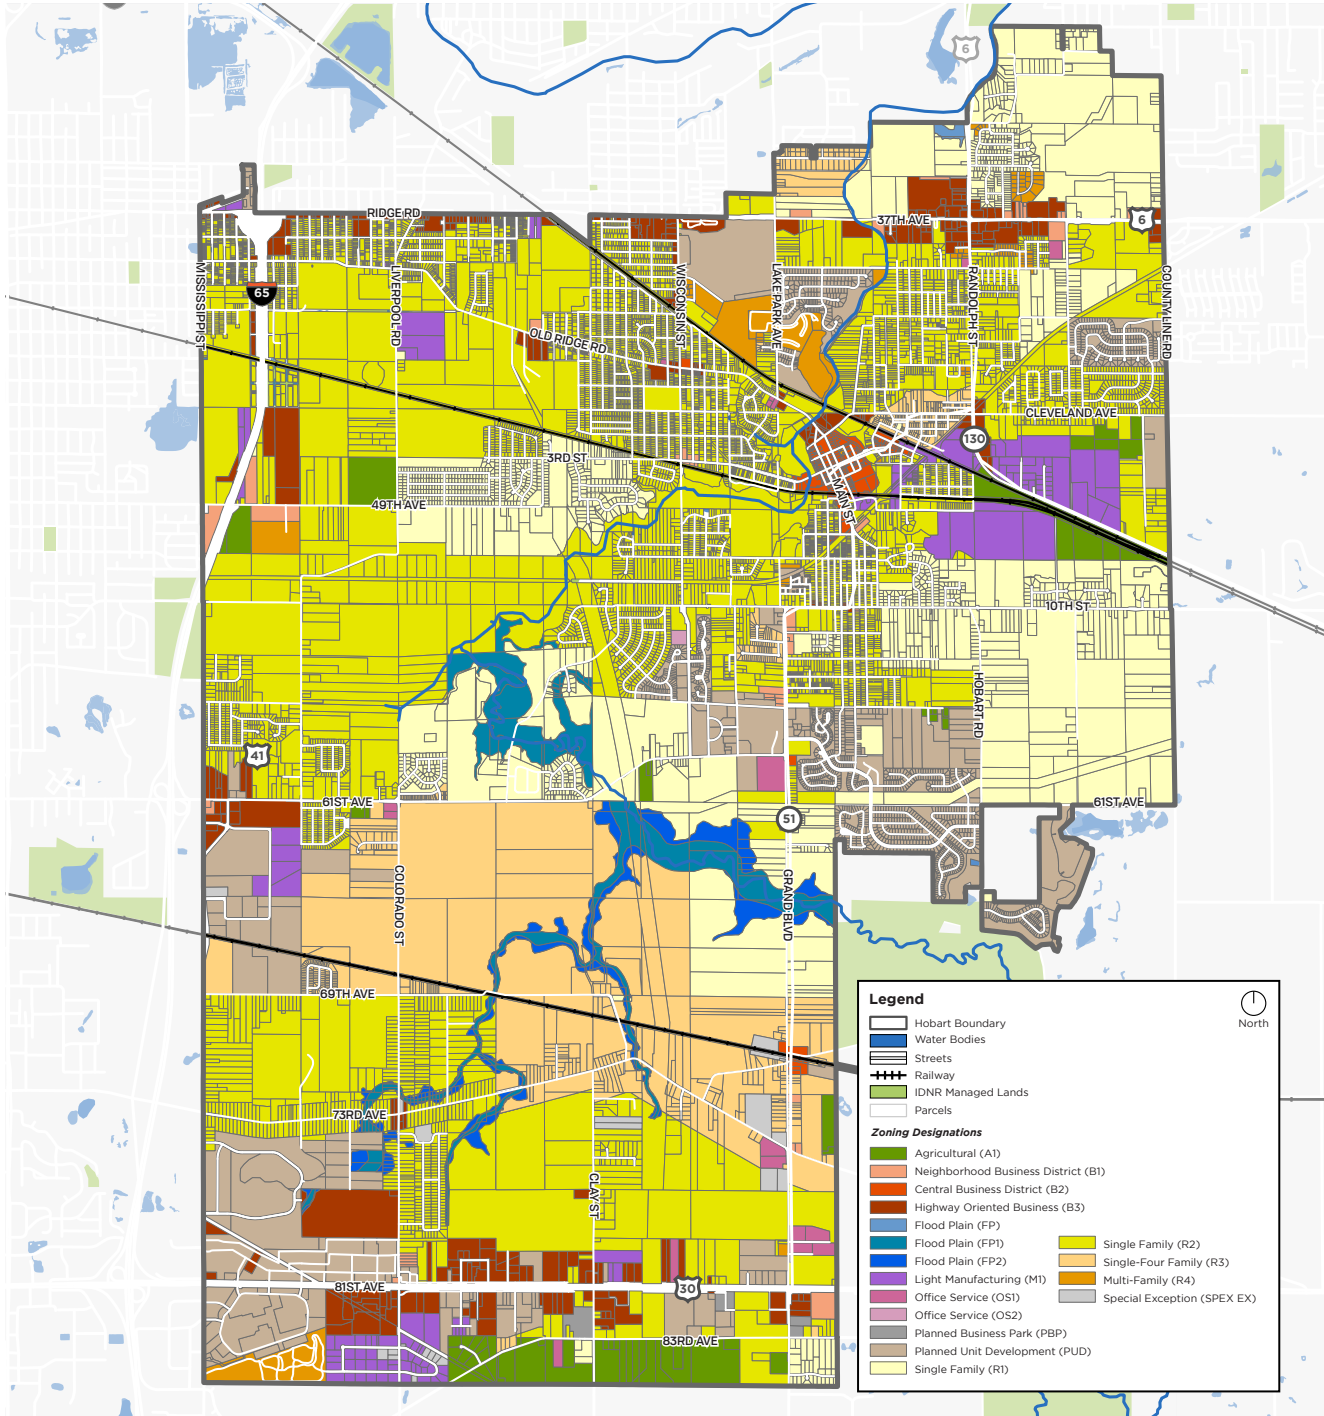 6
RIDGE RD
37TH AVE
6
MISSISSIPPI ST
65
LIVERPOOL RD
WISCONSIN ST
LAKE PARK AVE
RANDOLPH ST
COUNTY LINE RD
OLD RIDGE RD
CLEVELAND AVE
130
3RD ST
MAIN ST
49TH AVE
10TH ST
HOBART RD
41
61ST AVE
61ST AVE
51
COLORADO ST
GRAND BLVD
69TH AVE
73RD AVE
CLAY ST
81ST AVE
30
83RD AVE
Legend
North
Hobart Boundary
Water Bodies
Streets
Railway
IDNR Managed Lands
Parcels
Zoning Designations
Agricultural (A1)
Neighborhood Business District (B1)
Central Business District (B2)
Highway Oriented Business (B3)
Flood Plain (FP)
Flood Plain (FP1)
Flood Plain (FP2)
Light Manufacturing (M1)
Office Service (OS1)
Office Service (OS2)
Planned Business Park (PBP)
Planned Unit Development (PUD)
Single Family (R1)
Single Family (R2)
Single-Four Family (R3)
Multi-Family (R4)
Special Exception (SPEX EX)